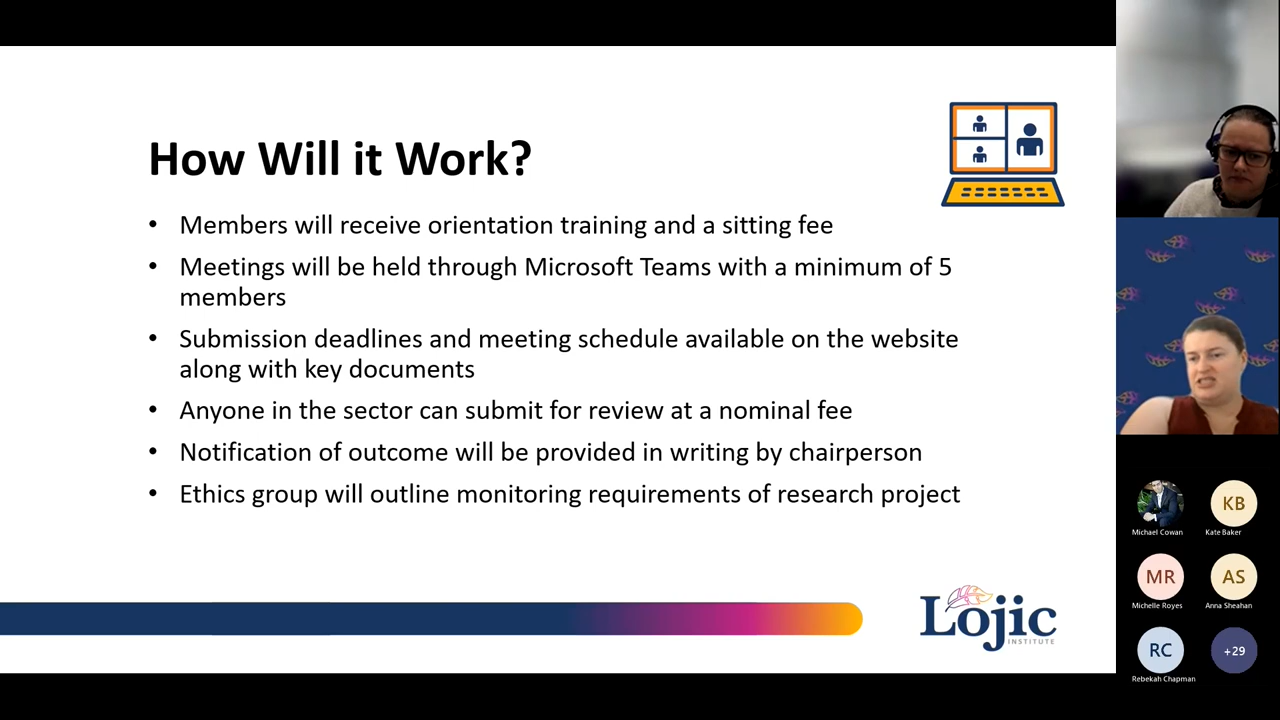 How Will it Work?
• Members will receive orientation training and a sitting fee
• Meetings will be held through Microsoft Teams with a minimum of 5
members
• Submission deadlines and meeting schedule available on the website
along with key documents
• Anyone in the sector can submit for review at a nominal fee
• Notification of outcome will be provided in writing by chairperson
• Ethics group will outline monitoring requirements of research project
Lojic
INSTITUTE
KB
Michael Cowan
Kate Baker
MR
AS
Michelle Royes
Anna Sheahan
RC
+29
Rebekah Chapman